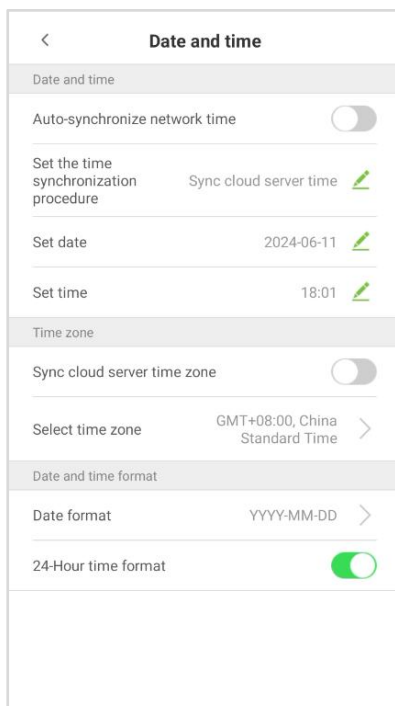 Date and time
Date and time
Auto-synchronize network time
Set the time
synchronization
procedure
Sync cloud server time
Set date
2024-06-11
Set time
18:01
Time zone
Sync cloud server time zone
Select time zone
GMT+08:00, China
Standard Time
Date and time format
Date format
YYYY-MM-DD
24-Hour time format